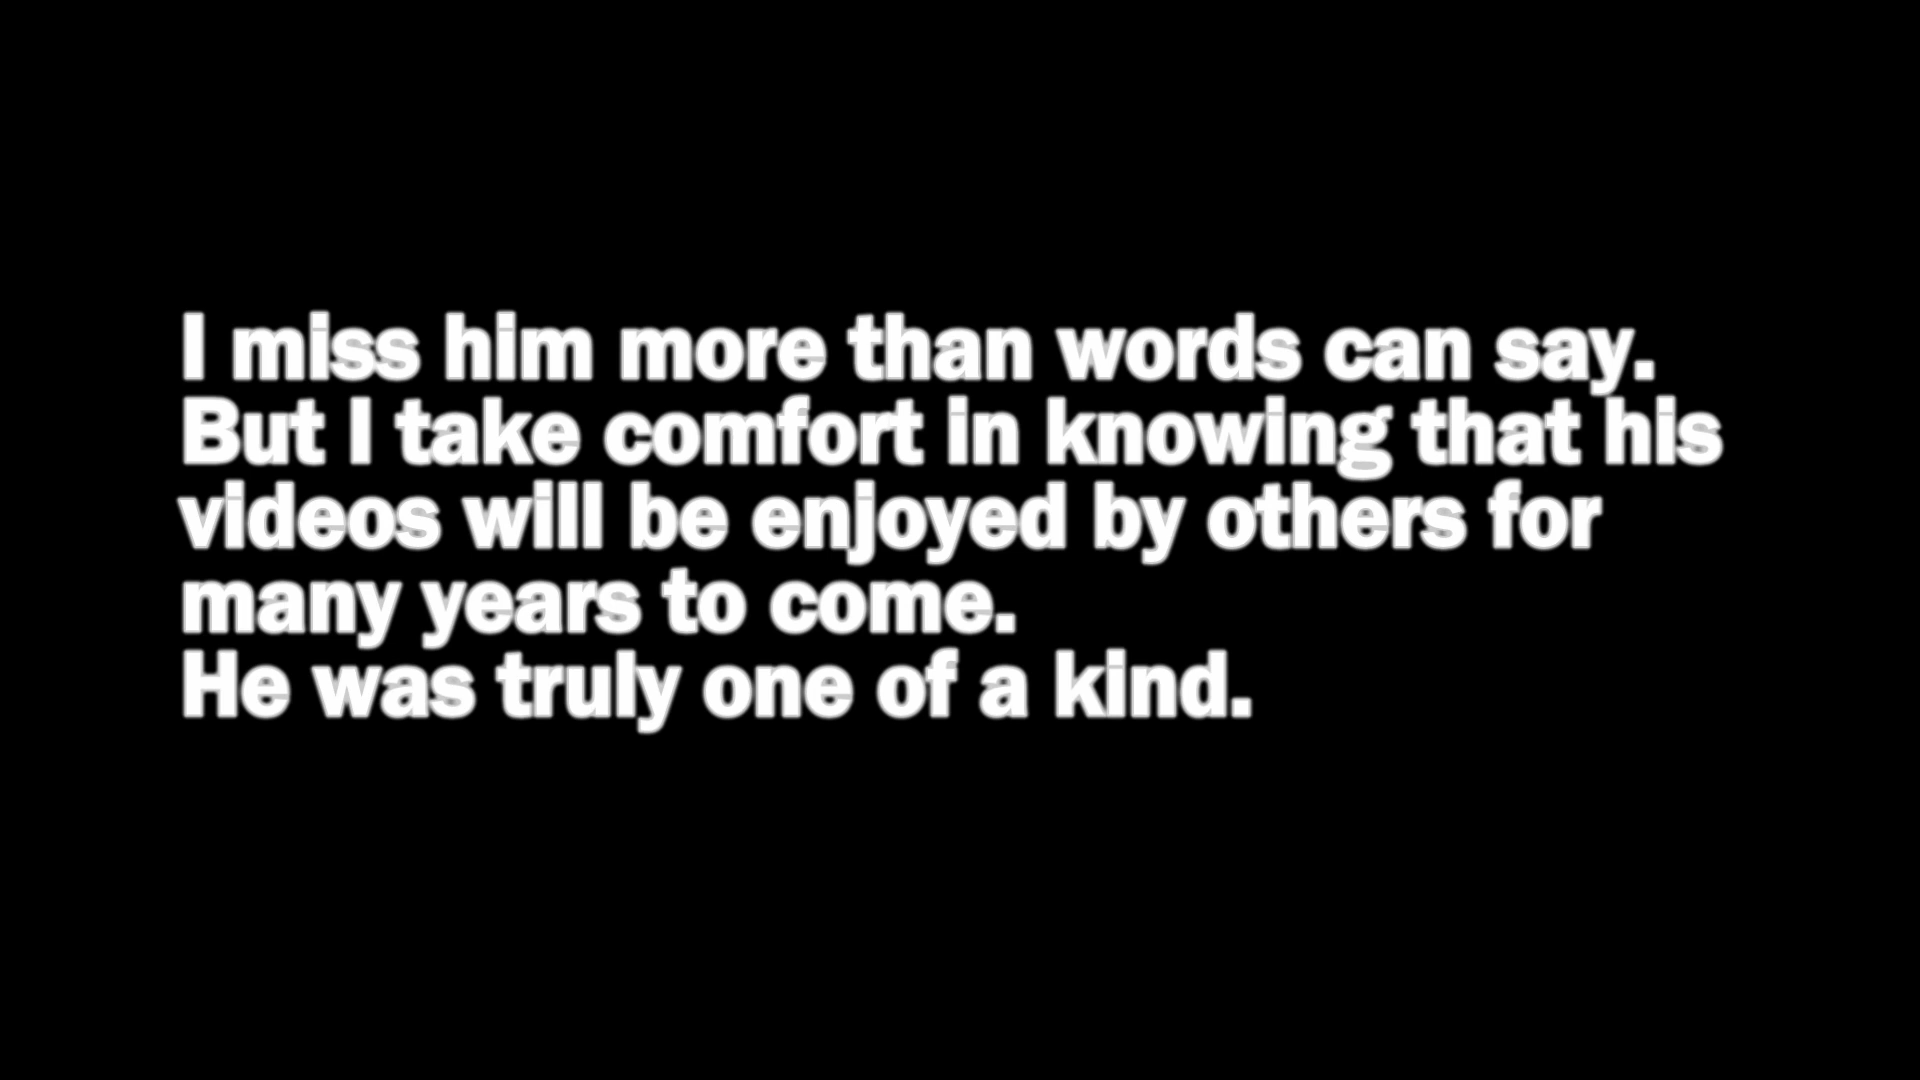 I miss him more than words can say.
But I take comfort in knowing that his
videos will be enjoyed by others for
many years to come.
He was truly one of a kind.